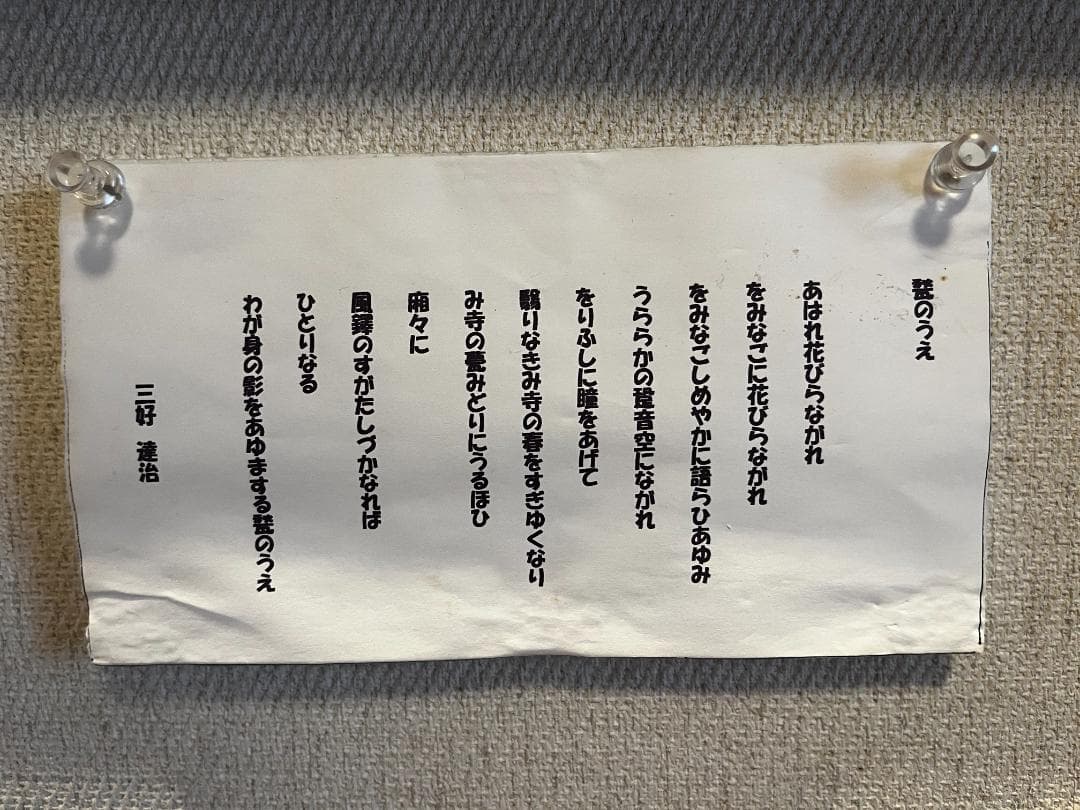 甃のうえ
あはれ花びらながれ
をみなごに花びらながれ
をみなごしめやかに語らひあゆみ
うららかの跫音空にながれ
をりふしに瞳をあげて
翳りなきみ寺の春をすぎゆくなり
み寺の甍みどりにうるほひ
廂々に
風鐸のすがたしづかなれば
ひとりなる
わが身の影をあゆまする甃のうえ
三好 達治